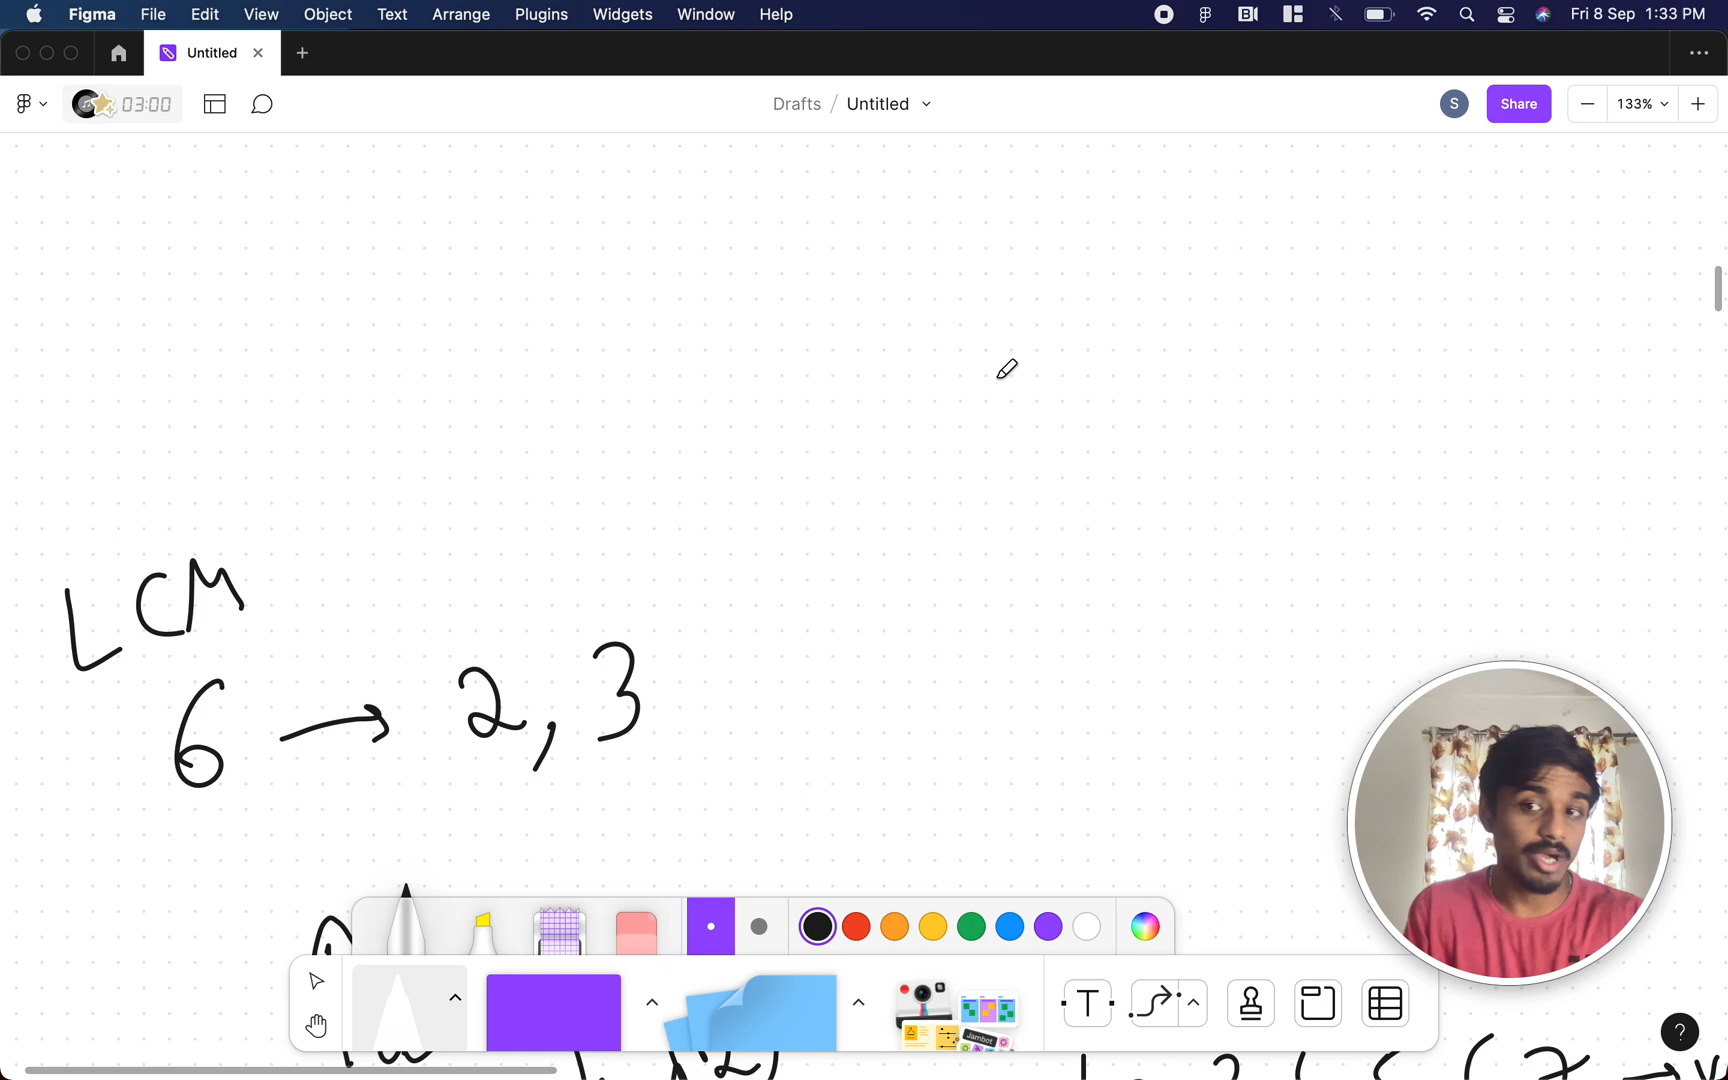 Figma File Edit View Object Text Arrange Plugins Widgets Window Help Fri 8 Sep 1:33 PM
Untitled
03:00 Drafts / Untitled S Share 133%
LCM
6 → 2, 3
T
Jambot
?